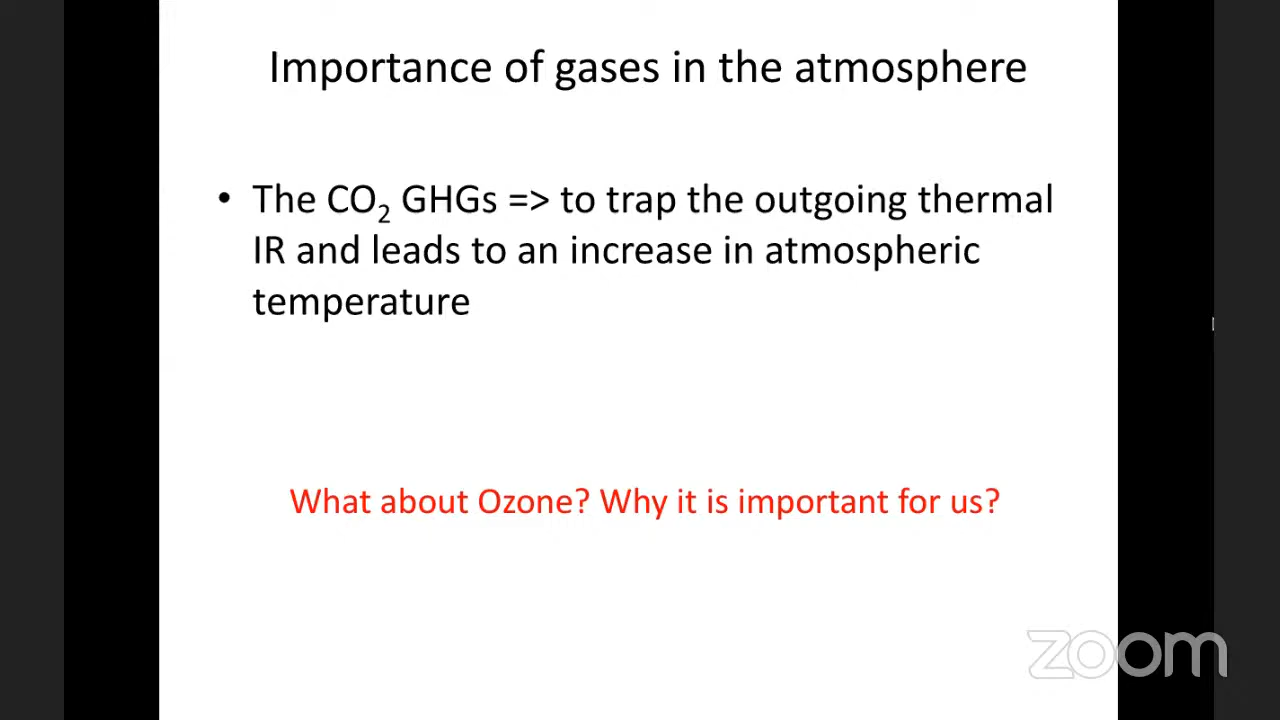 Importance of gases in the atmosphere
• The CO₂ GHGs => to trap the outgoing thermal
IR and leads to an increase in atmospheric
temperature
What about Ozone? Why it is important for us?
zoom